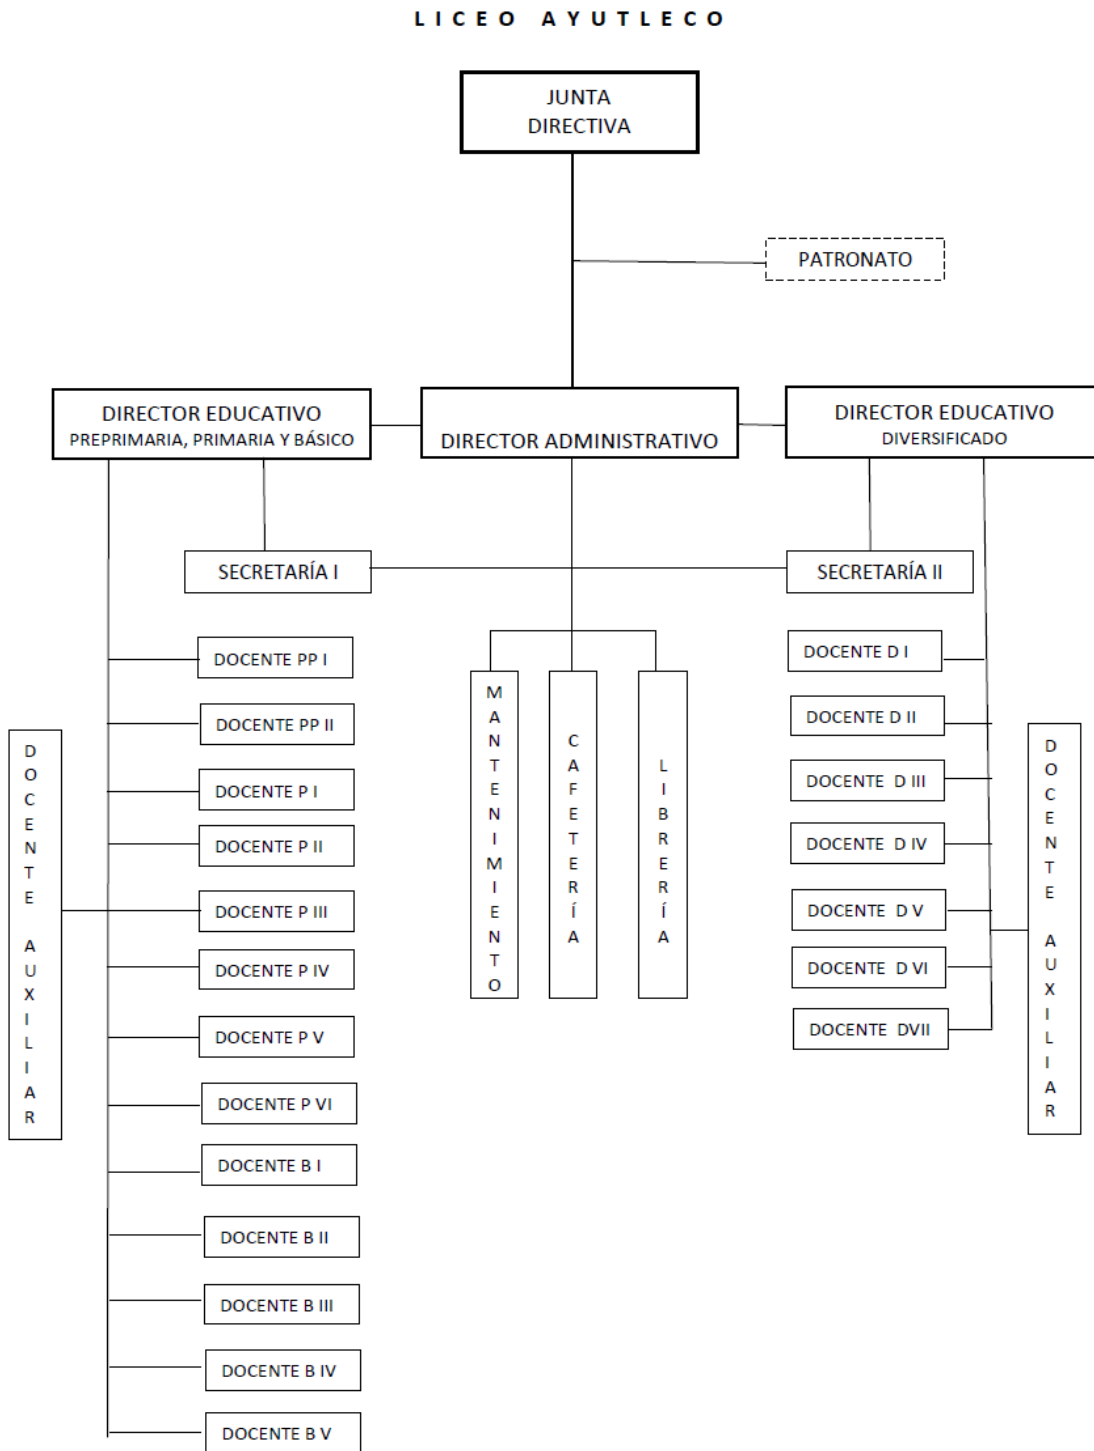 LICEO AYUTLECO
JUNTA
DIRECTIVA
PATRONATO
DIRECTOR EDUCATIVO
PREPRIMARIA, PRIMARIA Y BÁSICO
DIRECTOR ADMINISTRATIVO
DIRECTOR EDUCATIVO
DIVERSIFICADO
SECRETARÍA I
SECRETARÍA II
DOCENTE AUXILIAR
DOCENTE PP I
DOCENTE PP II
DOCENTE P I
DOCENTE P II
DOCENTE P III
DOCENTE P IV
DOCENTE P V
DOCENTE P VI
DOCENTE B I
DOCENTE B II
DOCENTE B III
DOCENTE B IV
DOCENTE B V
MANTENIMIENTO
CAFETERÍA
LIBRERÍA
DOCENTE D I
DOCENTE D II
DOCENTE D III
DOCENTE D IV
DOCENTE D V
DOCENTE D VI
DOCENTE DVII
DOCENTE AUXILIAR